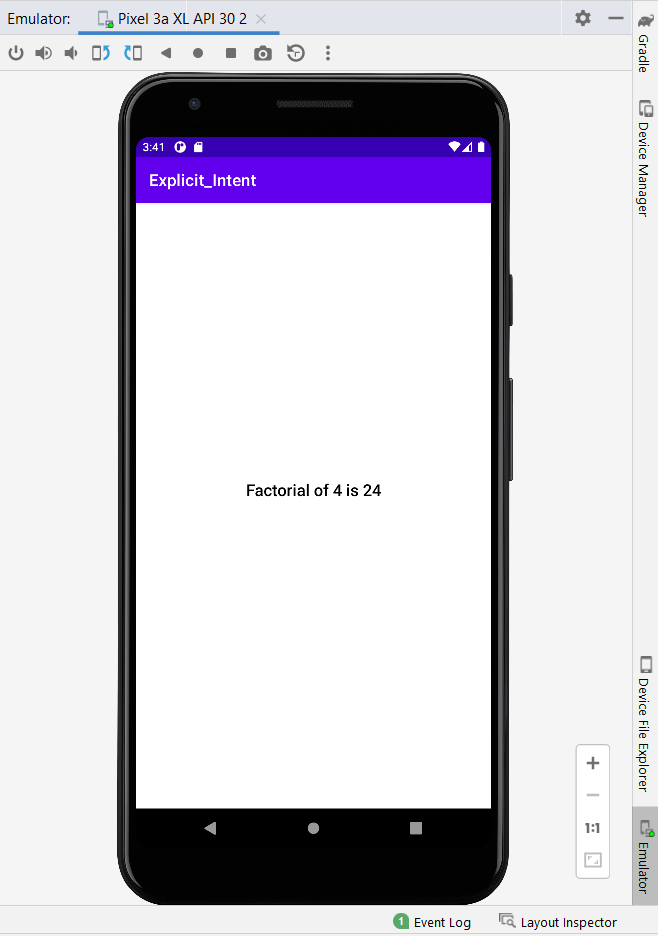 Emulator: Pixel 3a XL API 30 2
Gradle
Device Manager
3:41
Explicit_Intent
Factorial of 4 is 24
Device File Explorer
1:1
Emulator
1 Event Log Layout Inspector